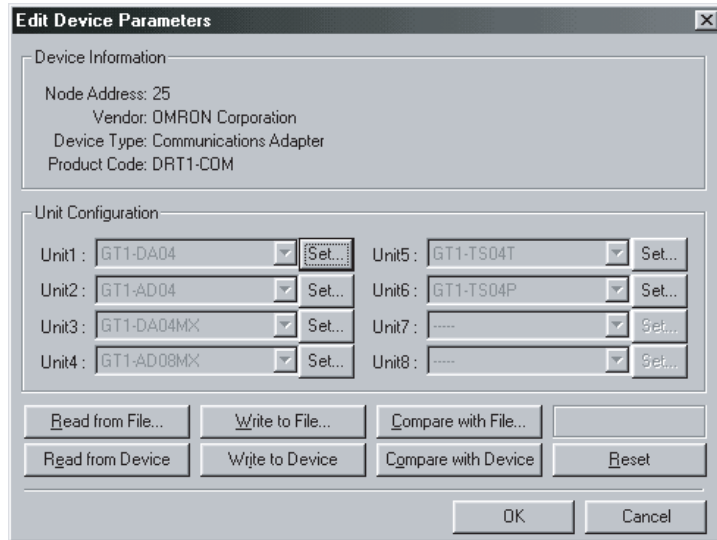 Edit Device Parameters
Device Information
Node Address: 25
Vendor: OMRON Corporation
Device Type: Communications Adapter
Product Code: DRT1-COM
Unit Configuration
Unit1 : GT1-DA04 Set... Unit5 : GT1-TS04T Set...
Unit2 : GT1-AD04 Set... Unit6 : GT1-TS04P Set...
Unit3 : GT1-DA04MX Set... Unit7 : ----- Set...
Unit4 : GT1-AD08MX Set... Unit8 : ----- Set...
Read from File... Write to File... Compare with File...
Read from Device Write to Device Compare with Device Reset
OK Cancel